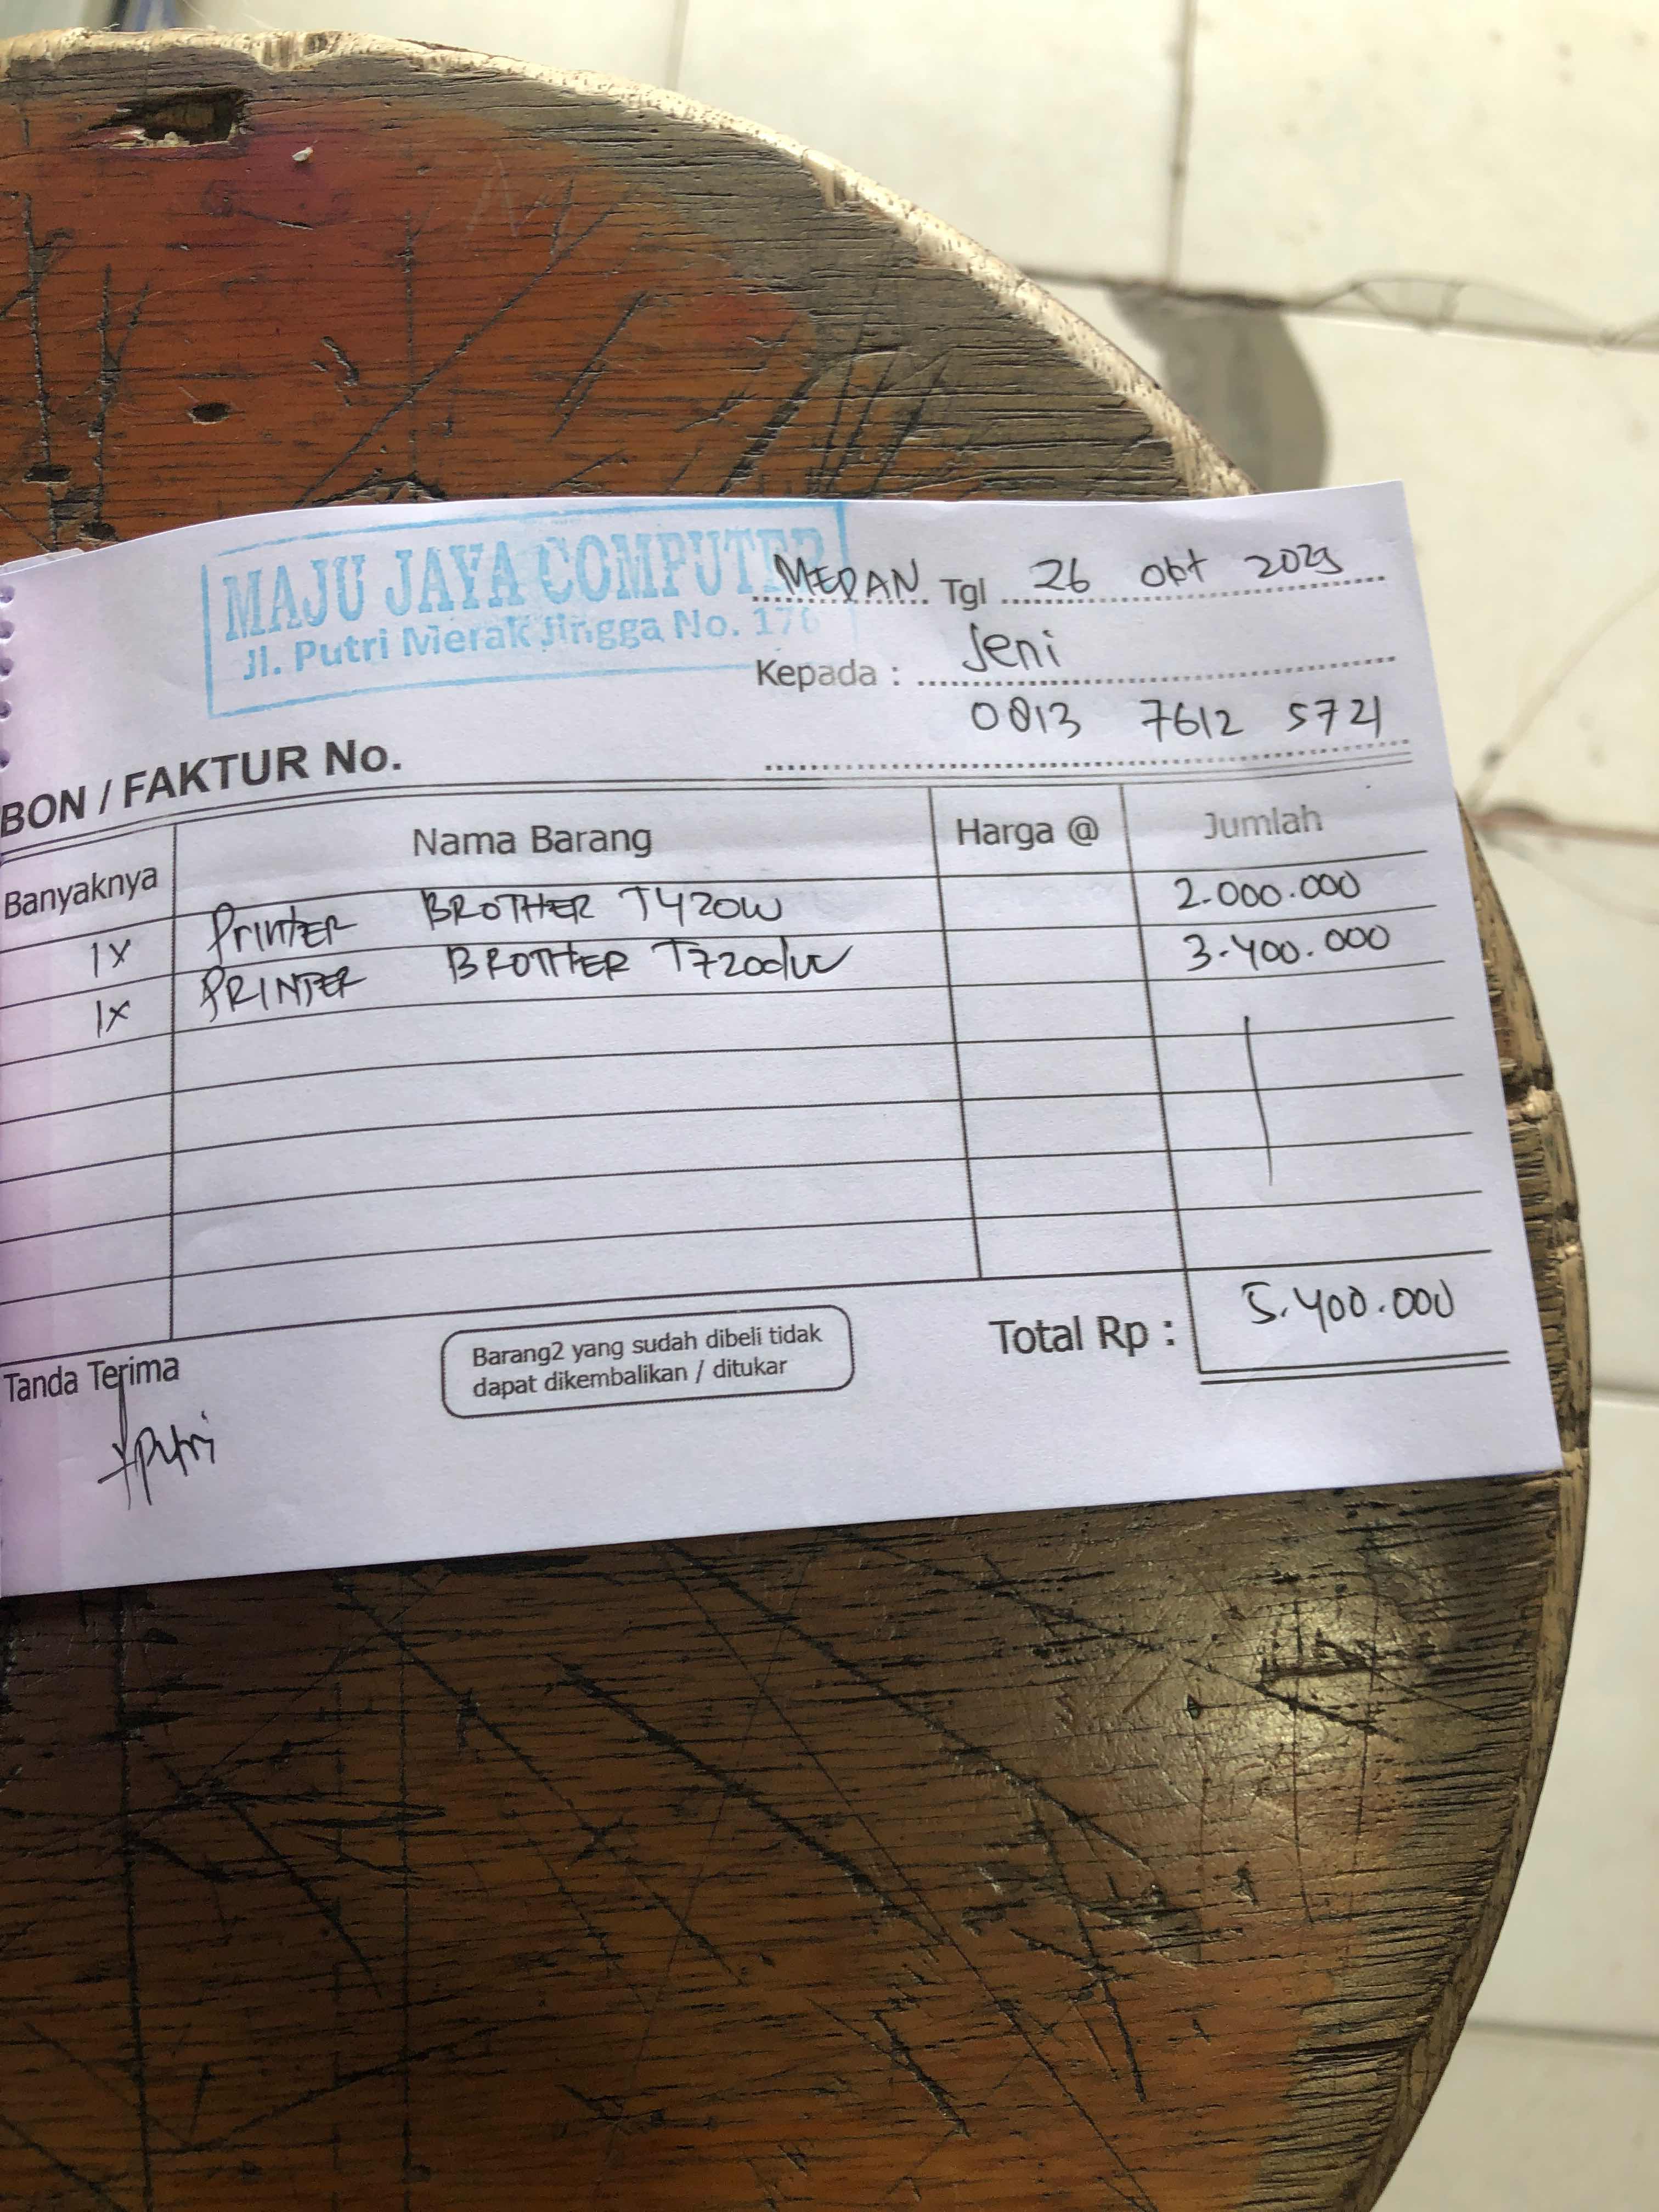 MAJU JAYA COMPUTER
Jl. Putri Merak Jingga No. 176
MEDAN Tgl 26 okt
Kepada : Jeni
0813 7612 5721
BON / FAKTUR No.
Banyaknya Nama Barang Harga @ Jumlah
1x Printer BROTHER T420W 2.000.000
1x PRINTER BROTHER T720dw 3.400.000
Total Rp : 5.400.000
Barang2 yang sudah dibeli tidak
dapat dikembalikan / ditukar
Tanda Terima
Putri